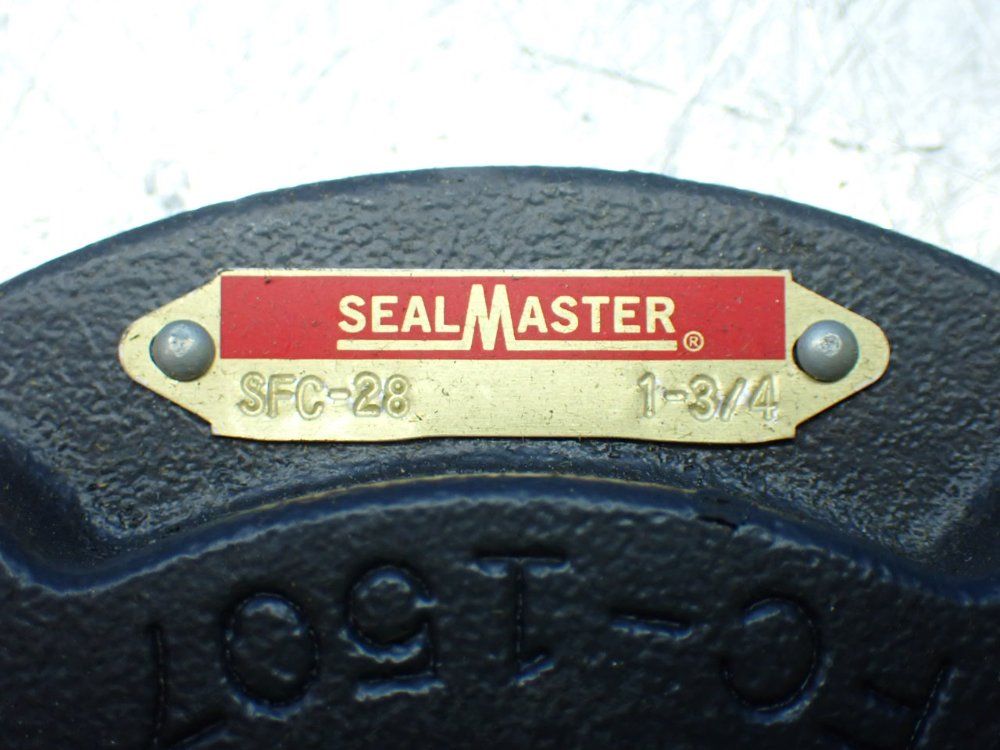 SEALMASTER ®
SFC-28 1-3/4